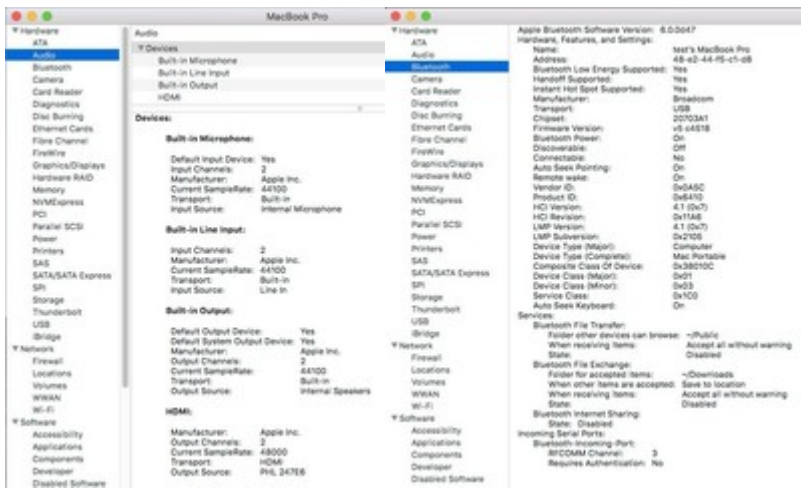 MacBook Pro
Hardware
ATA
Audio
Bluetooth
Camera
Card Reader
Diagnostics
Disc Burning
Ethernet Cards
Fibre Channel
FireWire
Graphics/Displays
Hardware RAID
Memory
NVMExpress
PCI
Parallel SCSI
Power
Printers
SAS
SATA/SATA Express
SPI
Storage
Thunderbolt
USB
iBridge
Network
Firewall
Locations
Volumes
WWAN
Wi-Fi
Software
Accessibility
Applications
Components
Developer
Disabled Software
Audio
Devices
Built-in Microphone
Built-in Line Input
Built-in Output
HDMI
Devices:
Built-in Microphone:
Default Input Device: Yes
Input Channels: 2
Manufacturer: Apple Inc.
Current SampleRate: 44100
Transport: Built-in
Input Source: Internal Microphone
Built-in Line Input:
Input Channels: 2
Manufacturer: Apple Inc.
Current SampleRate: 44100
Transport: Built-in
Input Source: Line In
Built-in Output:
Default Output Device: Yes
Default System Output Device: Yes
Manufacturer: Apple Inc.
Output Channels: 2
Current SampleRate: 44100
Transport: Built-in
Output Source: Internal Speakers
HDMI:
Manufacturer: Apple Inc.
Output Channels: 2
Current SampleRate: 48000
Transport: HDMI
Output Source: PHL 247E6
Hardware
ATA
Audio
Bluetooth
Camera
Card Reader
Diagnostics
Disc Burning
Ethernet Cards
Fibre Channel
FireWire
Graphics/Displays
Hardware RAID
Memory
NVMExpress
PCI
Parallel SCSI
Power
Printers
SAS
SATA/SATA Express
SPI
Storage
Thunderbolt
USB
iBridge
Network
Firewall
Locations
Volumes
WWAN
Wi-Fi
Software
Accessibility
Applications
Components
Developer
Disabled Software
Apple Bluetooth Software Version: 6.0.0d47
Hardware, Features, and Settings:
Name: test's MacBook Pro
Address: 48-e2-44-f5-c1-d8
Bluetooth Low Energy Supported: Yes
Handoff Supported: Yes
Instant Hot Spot Supported: Yes
Manufacturer: Broadcom
Transport: USB
Chipset: 20703A1
Firmware Version: v5 c4518
Bluetooth Power: On
Discoverable: Off
Connectable: No
Auto Seek Pointing: On
Remote wake: On
Vendor ID: 0x0A5C
Product ID: 0x6410
HCI Version: 4.1 (0x7)
HCI Revision: 0x11A6
LMP Version: 4.1 (0x7)
LMP Subversion: 0x2105
Device Type (Major): Computer
Device Type (Complete): Mac Portable
Composite Class Of Device: 0x38010C
Device Class (Major): 0x01
Device Class (Minor): 0x03
Service Class: 0x1C0
Auto Seek Keyboard: On
Services:
Bluetooth File Transfer:
Folder other devices can browse: ~/Public
When receiving items: Accept all without warning
State: Disabled
Bluetooth File Exchange:
Folder for accepted items: ~/Downloads
When other items are accepted: Save to location
When receiving items: Accept all without warning
State: Disabled
Bluetooth Internet Sharing:
State: Disabled
Incoming Serial Ports:
Bluetooth-Incoming-Port:
RFCOMM Channel: 3
Requires Authentication: No